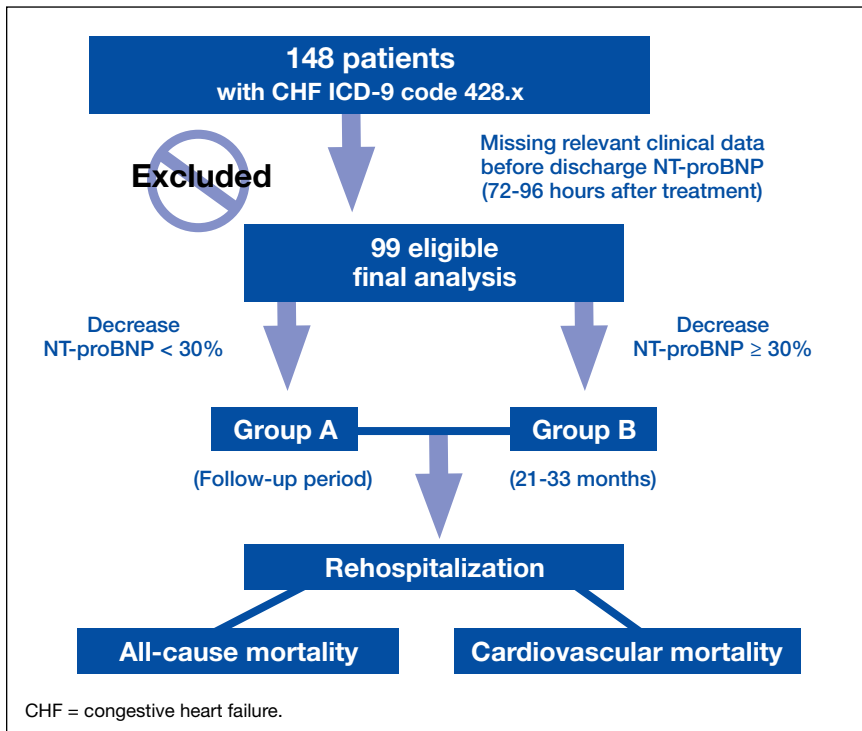 148 patients
with CHF ICD-9 code 428.x
Excluded
Missing relevant clinical data
before discharge NT-proBNP
(72-96 hours after treatment)
99 eligible
final analysis
Decrease
NT-proBNP < 30%
Decrease
NT-proBNP ≥ 30%
Group A
Group B
(Follow-up period)
(21-33 months)
Rehospitalization
All-cause mortality
Cardiovascular mortality
CHF = congestive heart failure.